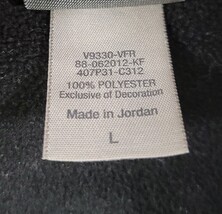 V9330-VFR
88-062012-KF
407P31-C312
100% POLYESTER
Exclusive of Decoration
Made in Jordan
L